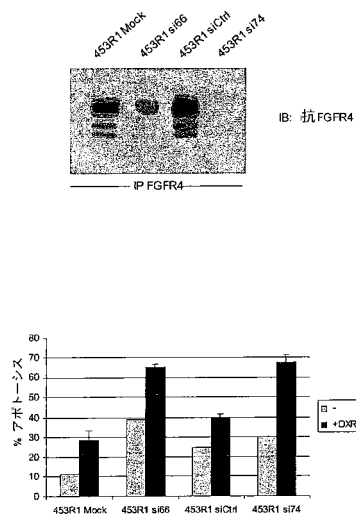 453R1 Mock
453R1 si66
453R1 siCtrl
453R1 si74
IB: 抗FGFR4
IP FGFR4
80
70
60
50
40
30
20
10
0
% アポトーシス
453R1 Mock
453R1 si66
453R1 siCtrl
453R1 si74
-
+DXR